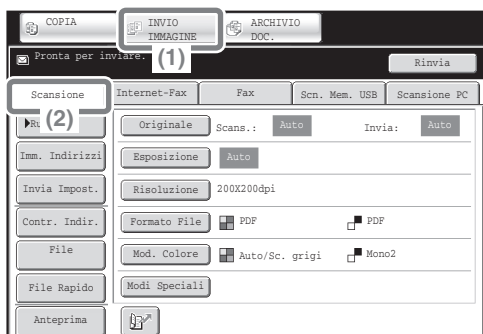 COPIA
INVIO
IMMAGINE
ARCHIVIO
DOC.
Pronta per inviare.
(1)
Rinvia
Scansione
Internet-Fax
Fax
Scn. Mem. USB
Scansione PC
(2)
Originale
Scans.:
Auto
Invia:
Auto
Imm. Indirizzi
Esposizione
Auto
Invia Impost.
Risoluzione
200X200dpi
Contr. Indir.
Formato File
PDF
PDF
File
Mod. Colore
Auto/Sc. grigi
Mono2
File Rapido
Modi Speciali
Anteprima